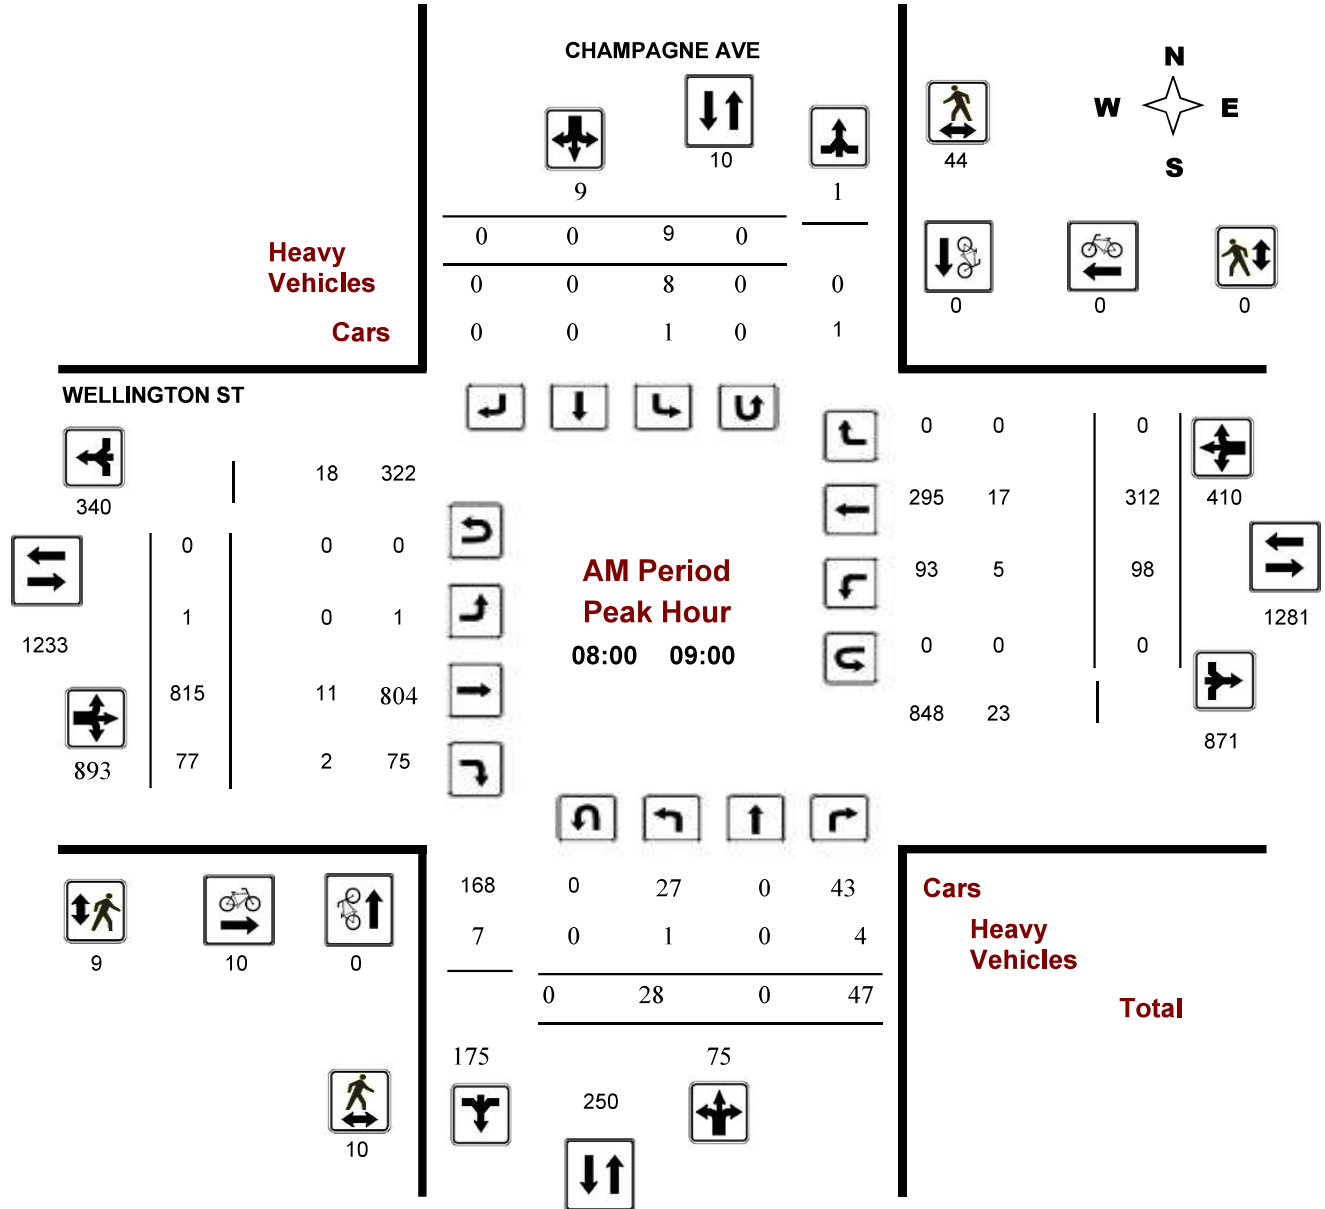 CHAMPAGNE AVE
N
W E
S
10
44
9 1
0 0 9 0
Heavy
Vehicles
0 0 8 0 0
0 0 0
Cars
0 0 1 0 1
WELLINGTON ST
0 0 0
18 322
340
295 17 312 410
0 0 0
AM Period
93 5 98
Peak Hour
1 0 1
1281
1233
08:00 09:00
0 0 0
815 11 804
848 23
871
893 77 2 75
168 0 27 0 43
Cars
7 0 1 0 4
Heavy
Vehicles
9 10 0
0 28 0 47
Total
175 75
250
10